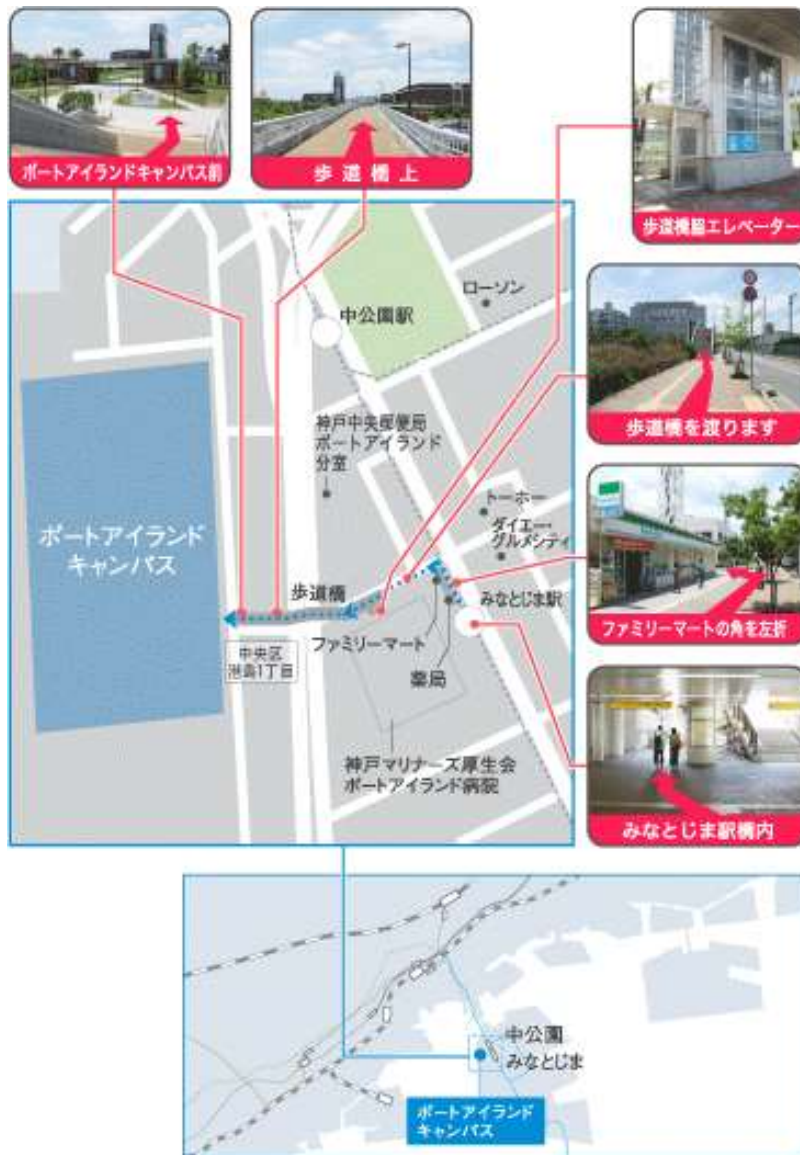 ポートアイランドキャンパス前
歩道橋上
歩道橋脇エレベーター
歩道橋を渡ります
ファミリーマートの角を左折
みなとじま駅構内
ローソン
中公園駅
神戸中央郵便局
ポートアイランド
分室
トーホー
ダイエー・
グルメシティ
ポートアイランド
キャンパス
歩道橋
みなとじま駅
ファミリーマート
中央区
港島1丁目
薬局
神戸マリナーズ厚生会
ポートアイランド病院
中公園
みなとじま
ポートアイランド
キャンパス